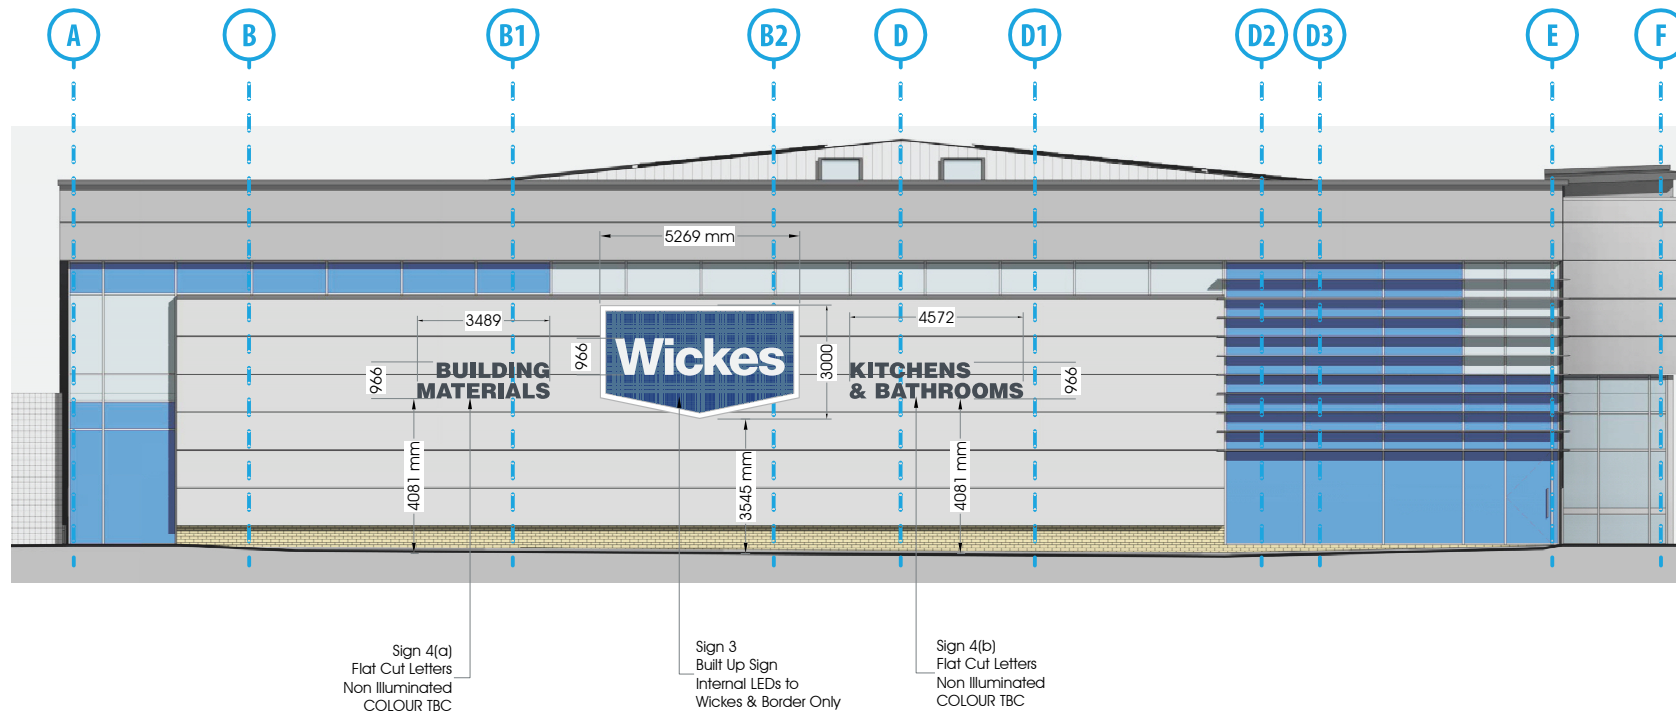 A B B1 B2 D D1 D2 D3 E F
5269 mm
3489
4572
966
BUILDING
MATERIALS
966
Wickes
3000
KITCHENS
& BATHROOMS
966
4081 mm
3545 mm
4081 mm
Sign 4(a)
Flat Cut Letters
Non Illuminated
COLOUR TBC
Sign 3
Built Up Sign
Internal LEDs to
Wickes & Border Only
Sign 4(b)
Flat Cut Letters
Non Illuminated
COLOUR TBC